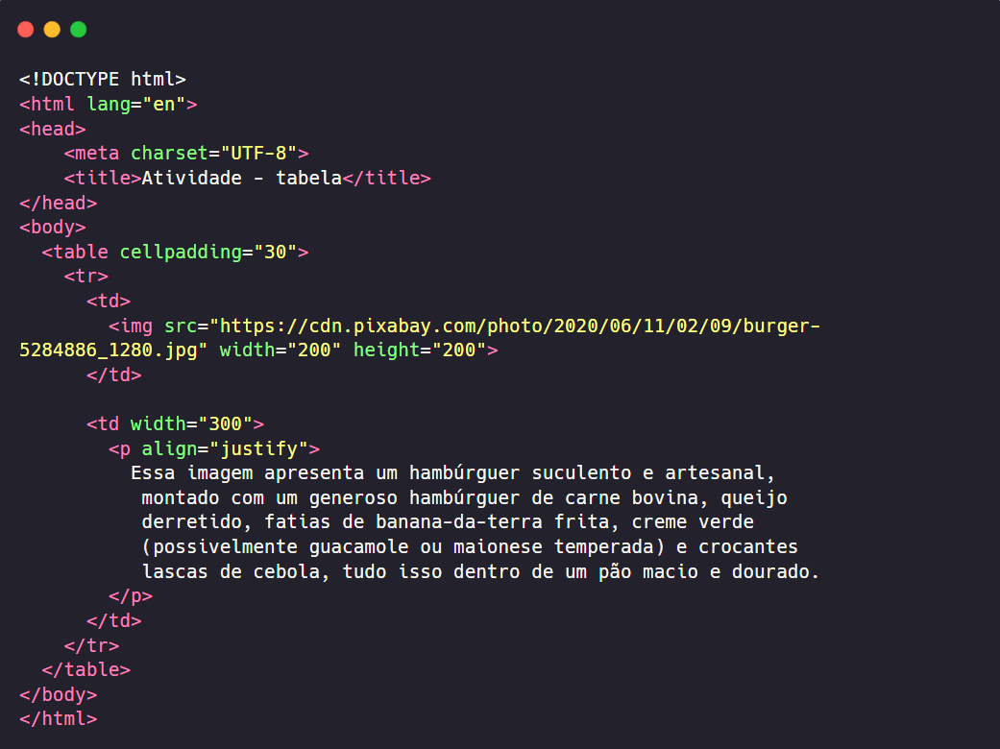 <!DOCTYPE html>
<html lang="en">
<head>
    <meta charset="UTF-8">
    <title>Atividade - tabela</title>
</head>
<body>
  <table cellpadding="30">
    <tr>
      <td>
        <img src="https://cdn.pixabay.com/photo/2020/06/11/02/09/burger-
5284886_1280.jpg" width="200" height="200">
      </td>

      <td width="300">
        <p align="justify">
          Essa imagem apresenta um hambúrguer suculento e artesanal,
           montado com um generoso hambúrguer de carne bovina, queijo
           derretido, fatias de banana-da-terra frita, creme verde
           (possivelmente guacamole ou maionese temperada) e crocantes
           lascas de cebola, tudo isso dentro de um pão macio e dourado.
        </p>
      </td>
    </tr>
  </table>
</body>
</html>